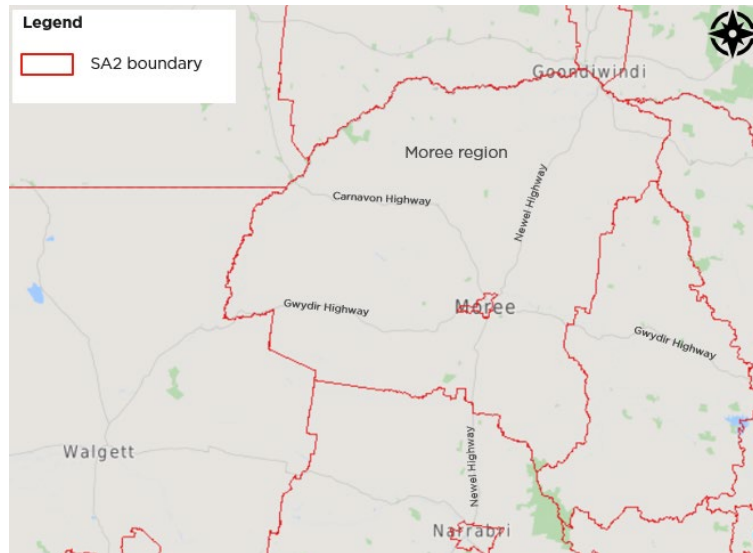 Legend
SA2 boundary
Goondiwindi
Moree region
Carnavon Highway
Newel Highway
Gwydir Highway
Moree
Gwydir Highway
Walgett
Newel Highway
Narrabri